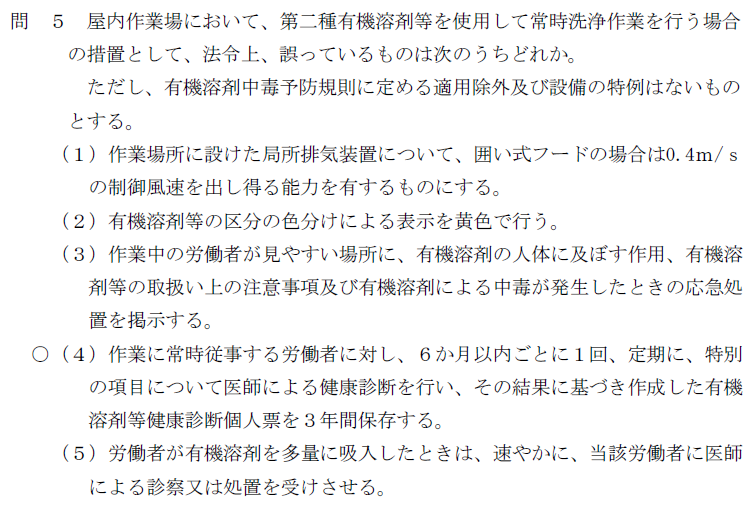 問 5 屋内作業場において、第二種有機溶剤等を使用して常時洗浄作業を行う場合
の措置として、法令上、誤っているものは次のうちどれか。
ただし、有機溶剤中毒予防規則に定める適用除外及び設備の特例はないもの
とする。
(1)作業場所に設けた局所排気装置について、囲い式フードの場合は0.4m/s
の制御風速を出し得る能力を有するものにする。
(2)有機溶剤等の区分の色分けによる表示を黄色で行う。
(3)作業中の労働者が見やすい場所に、有機溶剤の人体に及ぼす作用、有機溶
剤等の取扱い上の注意事項及び有機溶剤による中毒が発生したときの応急処
置を掲示する。
○(4)作業に常時従事する労働者に対し、6か月以内ごとに1回、定期に、特別
の項目について医師による健康診断を行い、その結果に基づき作成した有機
溶剤等健康診断個人票を3年間保存する。
(5)労働者が有機溶剤を多量に吸入したときは、速やかに、当該労働者に医師
による診察又は処置を受けさせる。